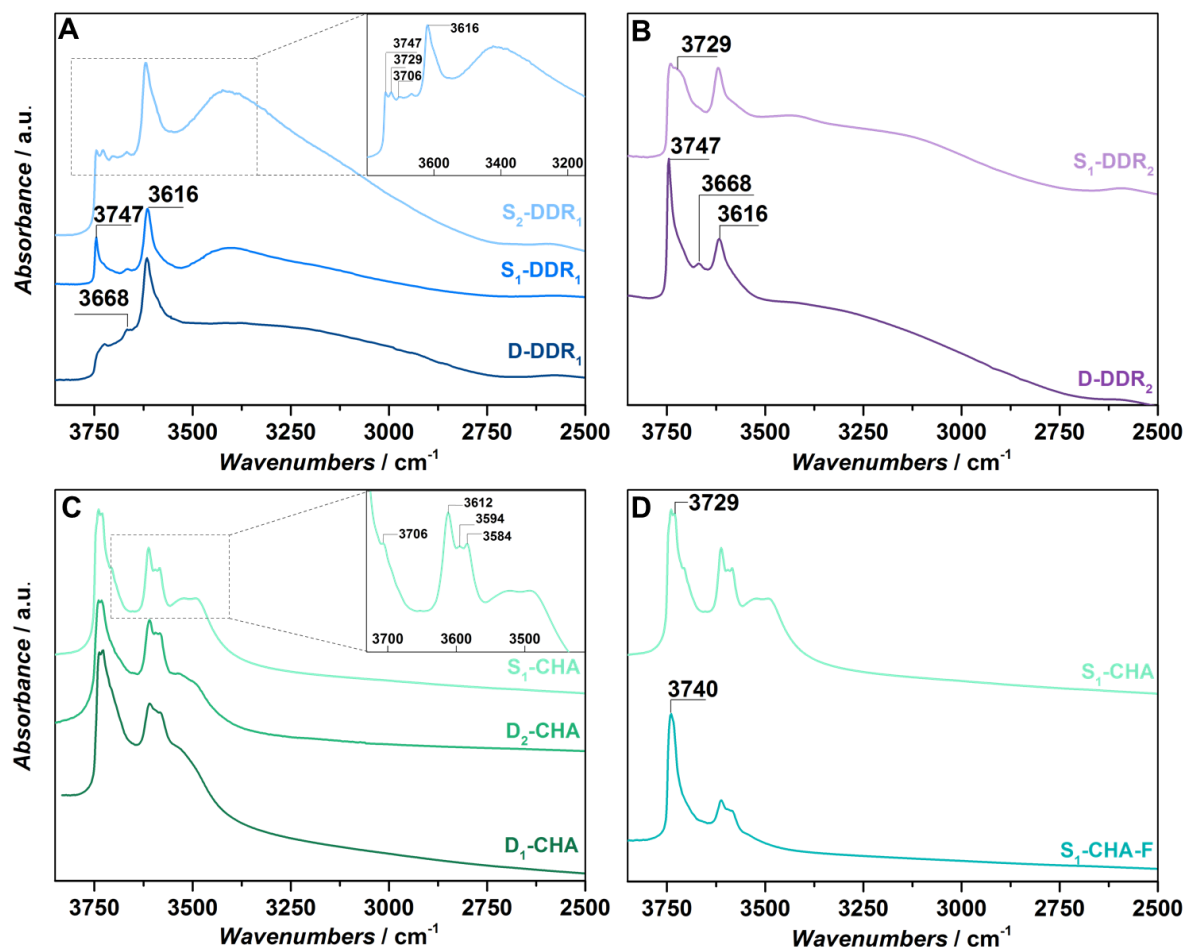 A
3747
3729
3706
3616
3600 3400 3200
3747
3616
3668
S2-DDR1
S1-DDR1
D-DDR1
Absorbance / a.u.
3750 3500 3250 3000 2750 2500
Wavenumbers / cm-1
B
3729
3747
3668
3616
S1-DDR2
D-DDR2
3750 3500 3250 3000 2750 2500
Wavenumbers / cm-1
C
3706
3612
3594
3584
3700 3600 3500
S1-CHA
D2-CHA
D1-CHA
Absorbance / a.u.
3750 3500 3250 3000 2750 2500
Wavenumbers / cm-1
D
3729
S1-CHA
3740
S1-CHA-F
3750 3500 3250 3000 2750 2500
Wavenumbers / cm-1